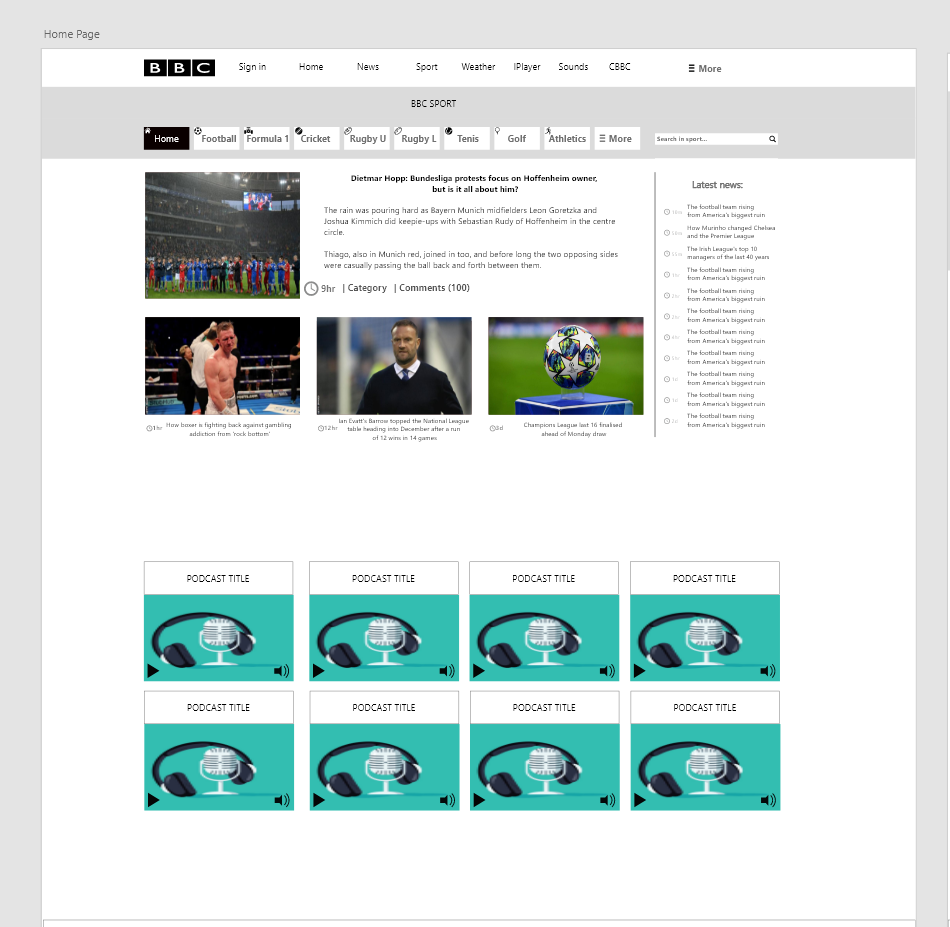 Home Page
BBC
Sign in
Home
News
Sport
Weather
IPlayer
Sounds
CBBC
More
BBC SPORT
Home
Football
Formula 1
Cricket
Rugby U
Rugby L
Tenis
Golf
Athletics
More
Search in sport...
Dietmar Hopp: Bundesliga protests focus on Hoffenheim owner,
but is it all about him?
The rain was pouring hard as Bayern Munich midfielders Leon Goretzka and
Joshua Kimmich did keepie-ups with Sebastian Rudy of Hoffenheim in the centre
circle.
Thiago, also in Munich red, joined in too, and before long the two opposing sides
were casually passing the ball back and forth between them.
9hr | Category | Comments (100)
1hr
How boxer is fighting back against gambling
addiction from 'rock bottom'
12hr
Ian Evatt's Barrow topped the National League
table heading into December after a run
of 12 wins in 14 games
3d
Champions League last 16 finalised
ahead of Monday draw
Latest news:
The football team rising
from America's biggest ruin
How Murinho changed Chelsea
and the Premier League
The Irish League's top 10
managers of the last 40 years
The football team rising
from America's biggest ruin
The football team rising
from America's biggest ruin
The football team rising
from America's biggest ruin
The football team rising
from America's biggest ruin
The football team rising
from America's biggest ruin
The football team rising
from America's biggest ruin
The football team rising
from America's biggest ruin
The football team rising
from America's biggest ruin
PODCAST TITLE
PODCAST TITLE
PODCAST TITLE
PODCAST TITLE
PODCAST TITLE
PODCAST TITLE
PODCAST TITLE
PODCAST TITLE